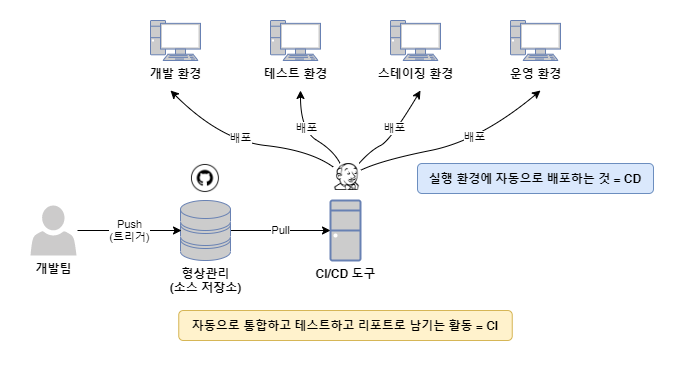 개발 환경
테스트 환경
스테이징 환경
운영 환경
배포
배포
배포
배포
실행 환경에 자동으로 배포하는 것 = CD
Push
(트리거)
Pull
개발팀
형상관리
(소스 저장소)
CI/CD 도구
자동으로 통합하고 테스트하고 리포트로 남기는 활동 = CI